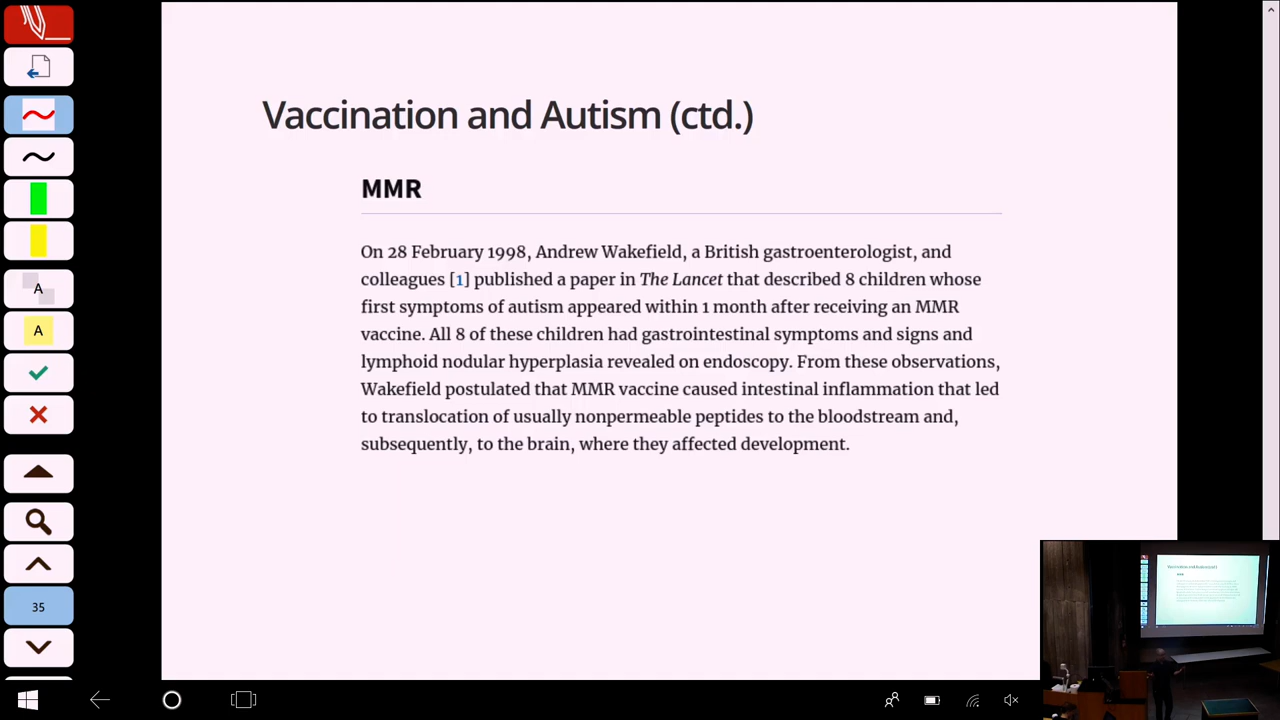 Vaccination and Autism (ctd.)
MMR
On 28 February 1998, Andrew Wakefield, a British gastroenterologist, and
colleagues [1] published a paper in The Lancet that described 8 children whose
first symptoms of autism appeared within 1 month after receiving an MMR
vaccine. All 8 of these children had gastrointestinal symptoms and signs and
lymphoid nodular hyperplasia revealed on endoscopy. From these observations,
Wakefield postulated that MMR vaccine caused intestinal inflammation that led
to translocation of usually nonpermeable peptides to the bloodstream and,
subsequently, to the brain, where they affected development.
A
A
35
Vaccination and Autism (ctd.)